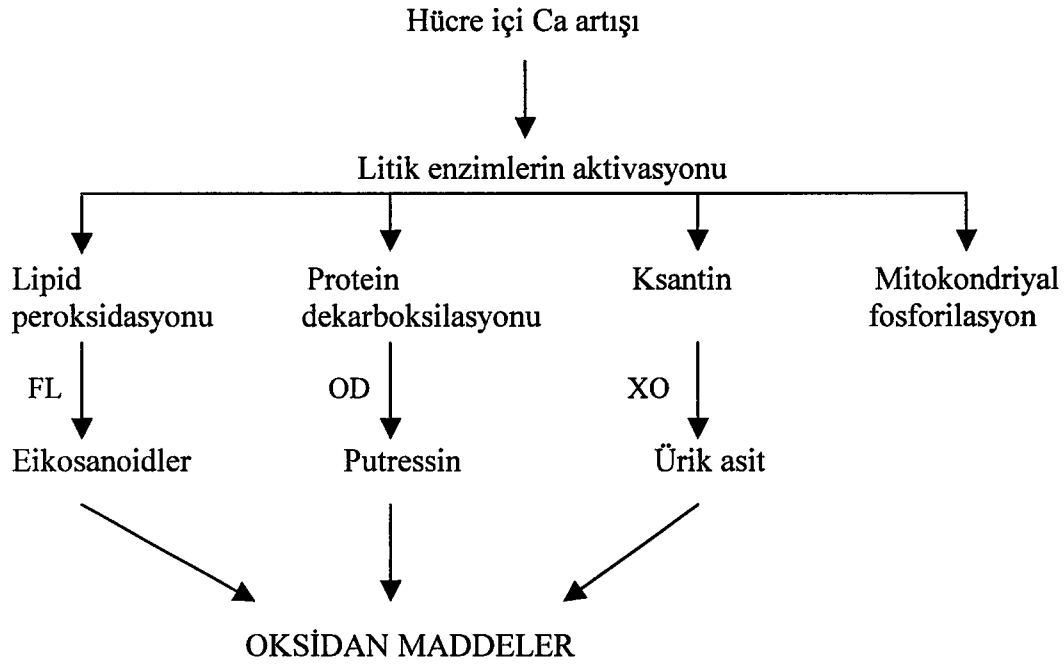 Hücre içi Ca artışı
Litik enzimlerin aktivasyonu
Lipid
peroksidasyonu
Protein
dekarboksilasyonu
Ksantin
Mitokondriyal
fosforilasyon
FL
OD
XO
Eikosanoidler
Putressin
Ürik asit
OKSİDAN MADDELER